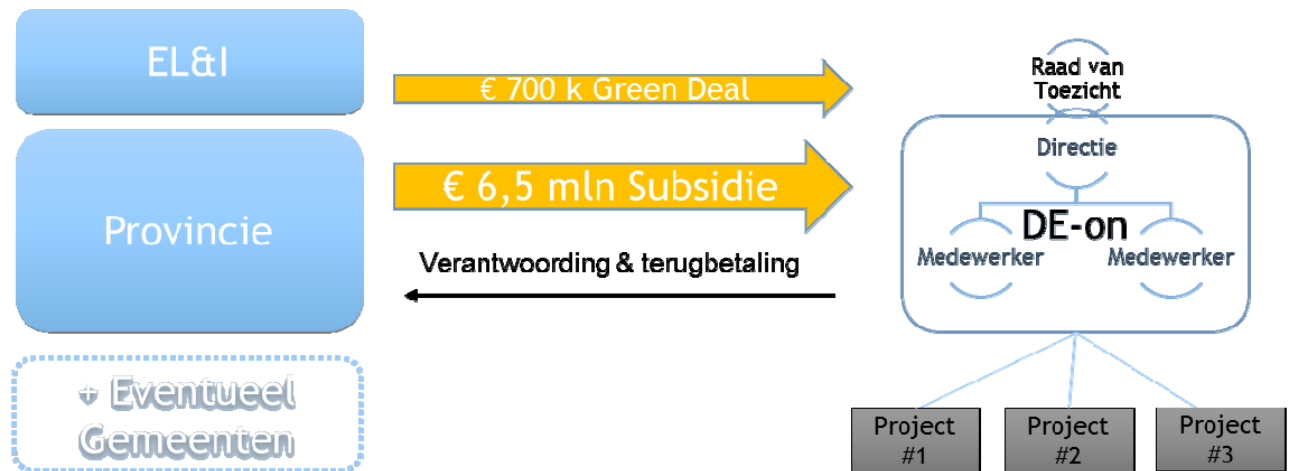 EL&I
Provincie
+ Eventueel
Gemeenten
€ 700 k Green Deal
€ 6,5 mln Subsidie
Verantwoording & terugbetaling
Raad van
Toezicht
Directie
DE-on
Medewerker
Medewerker
Project
#1
Project
#2
Project
#3